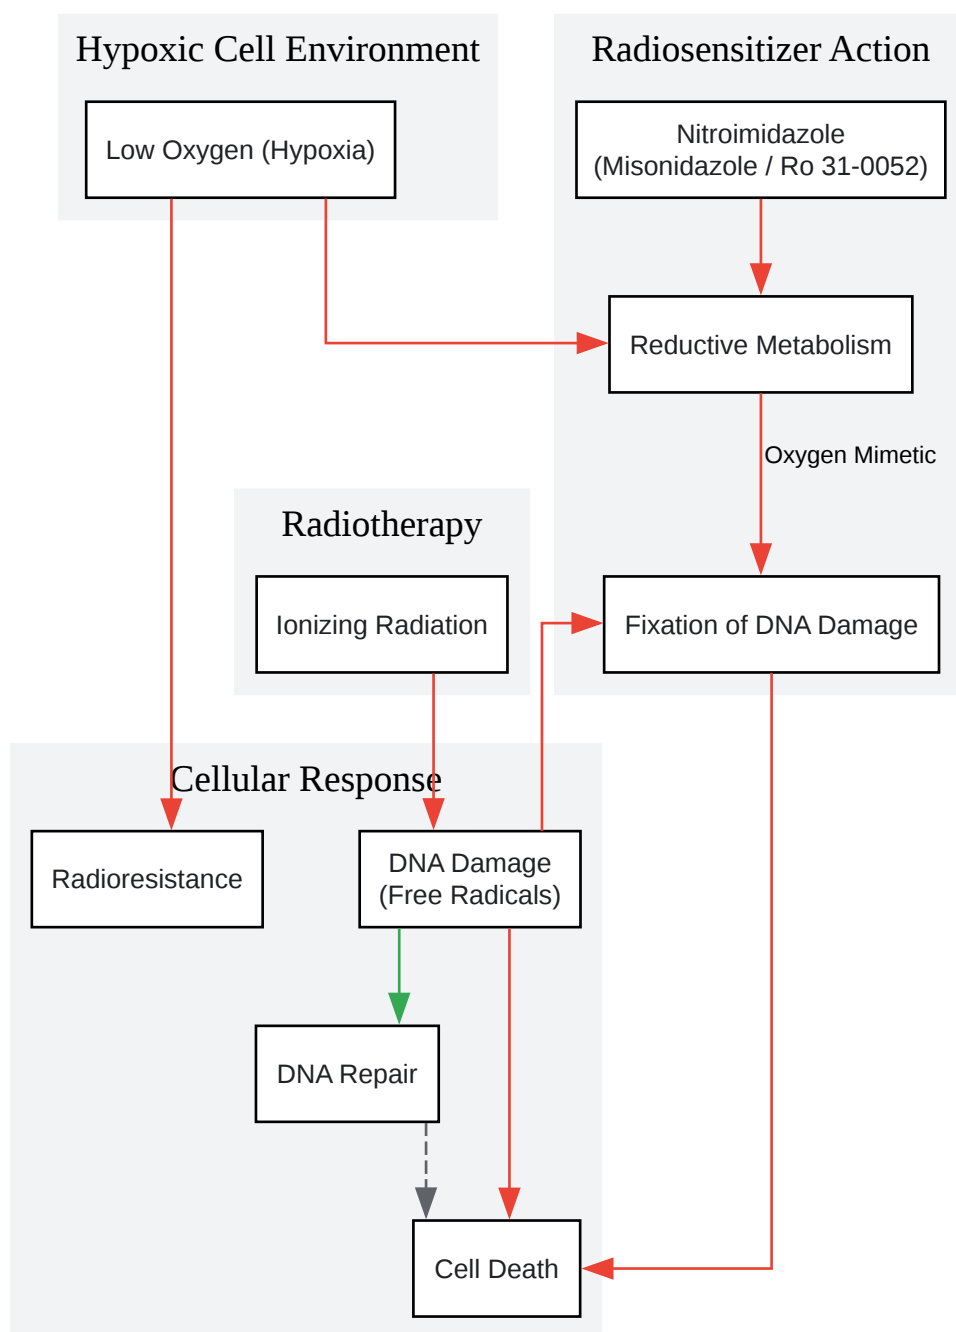 Hypoxic Cell Environment
Radiosensitizer Action
Low Oxygen (Hypoxia)
Nitroimidazole
(Misonidazole / Ro 31-0052)
Reductive Metabolism
Oxygen Mimetic
Radiotherapy
Ionizing Radiation
Fixation of DNA Damage
Cellular Response
Radioresistance
DNA Damage
(Free Radicals)
DNA Repair
Cell Death